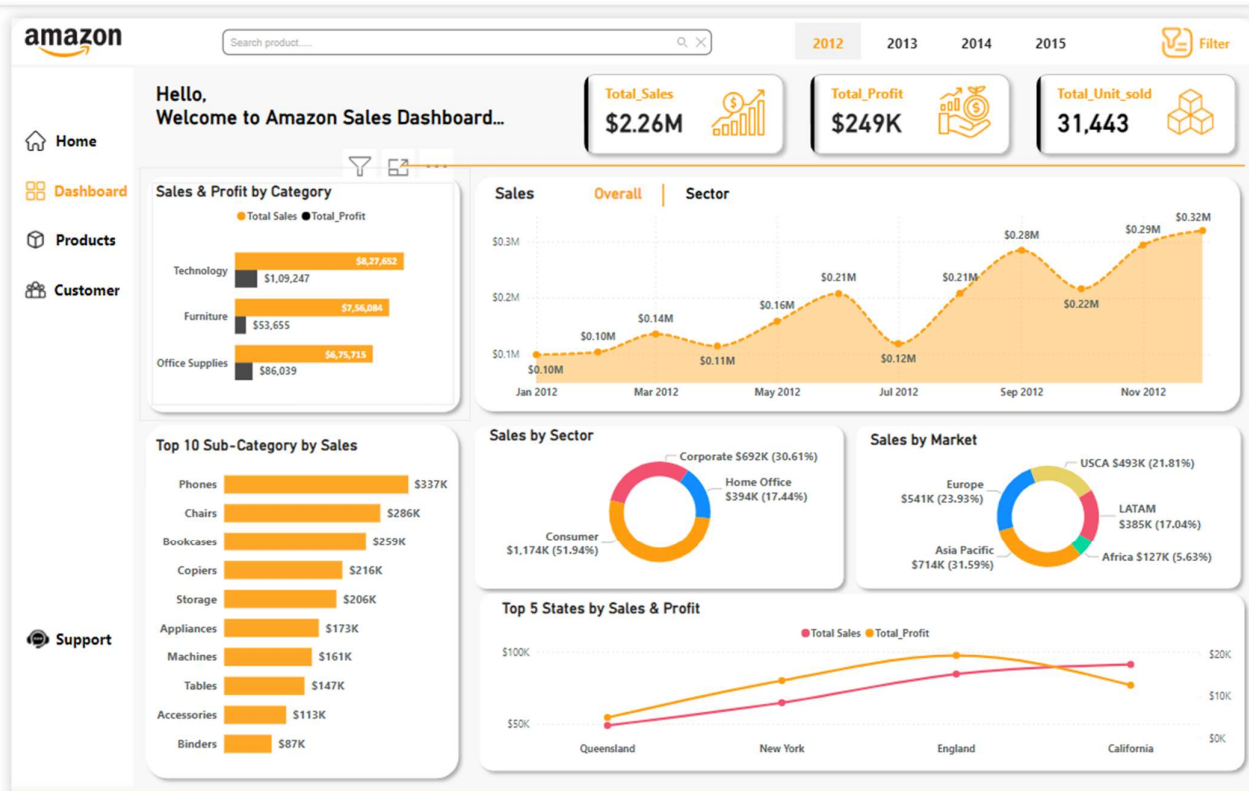 amazon
Search product.....
2012 2013 2014 2015
Filter
Hello,
Welcome to Amazon Sales Dashboard...
Total_Sales
$2.26M
Total_Profit
$249K
Total_Unit_sold
31,443
Home
Dashboard
Products
Customer
Support
Sales & Profit by Category
Total Sales Total_Profit
Technology $8,27,652
$1,09,247
Furniture $7,56,084
$53,655
Office Supplies $6,75,715
$86,039
Sales Overall Sector
$0.3M
$0.2M
$0.1M
$0.10M
$0.10M
$0.14M
$0.11M
$0.16M
$0.21M
$0.12M
$0.21M
$0.28M
$0.22M
$0.29M
$0.32M
Jan 2012 Mar 2012 May 2012 Jul 2012 Sep 2012 Nov 2012
Top 10 Sub-Category by Sales
Phones $337K
Chairs $286K
Bookcases $259K
Copiers $216K
Storage $206K
Appliances $173K
Machines $161K
Tables $147K
Accessories $113K
Binders $87K
Sales by Sector
Corporate $692K (30.61%)
Home Office
$394K (17.44%)
Consumer
$1,174K (51.94%)
Sales by Market
USCA $493K (21.81%)
Europe
$541K (23.93%)
LATAM
$385K (17.04%)
Asia Pacific
$714K (31.59%)
Africa $127K (5.63%)
Top 5 States by Sales & Profit
Total Sales Total_Profit
$100K
$50K
$20K
$10K
$0K
Queensland New York England California